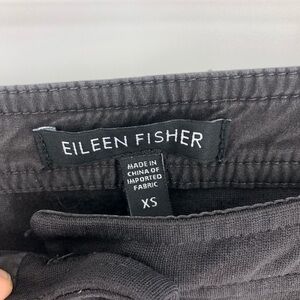 EILEEN FISHER
MADE IN
CHINA OF
IMPORTED
FABRIC
XS